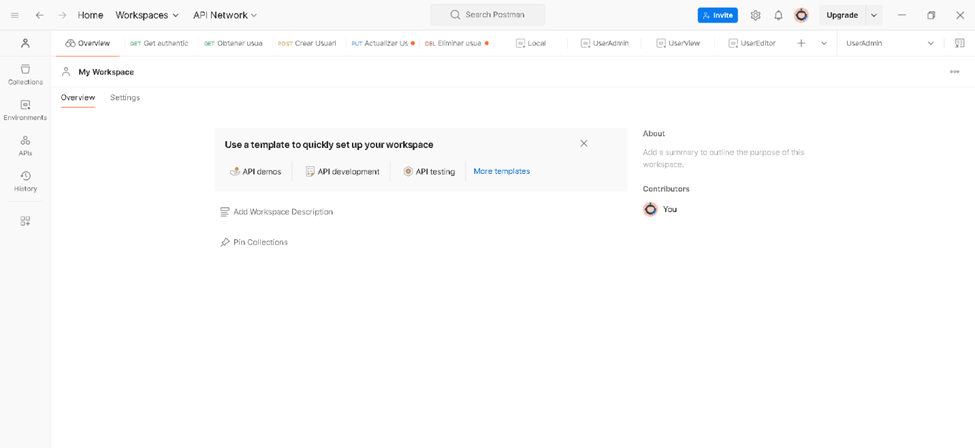 Home Workspaces API Network Search Postman Invite Upgrade
Overview GET Get authentic GET Obtener usua POST Crear Usuari PUT Actualizar Us DEL Eliminar usua Local UserAdmin UserView UserEditor UserAdmin
My Workspace
Overview Settings
Collections
Environments
APIs
History
Use a template to quickly set up your workspace
API demos API development API testing More templates
Add Workspace Description
Pin Collections
About
Add a summary to outline the purpose of this
workspace.
Contributors
You